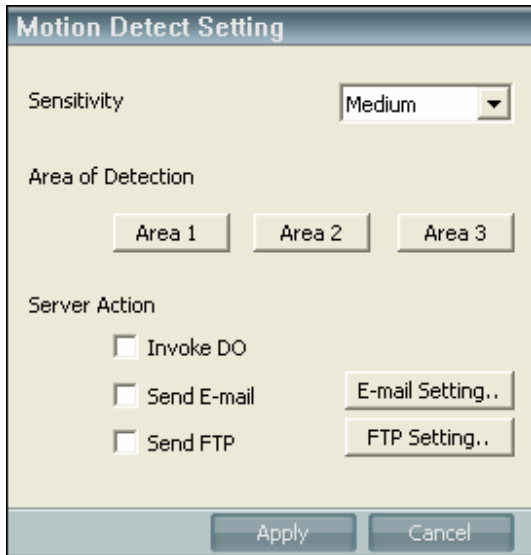 Motion Detect Setting
Sensitivity Medium
Area of Detection
Area 1 Area 2 Area 3
Server Action
Invoke DO
Send E-mail E-mail Setting..
Send FTP FTP Setting..
Apply Cancel